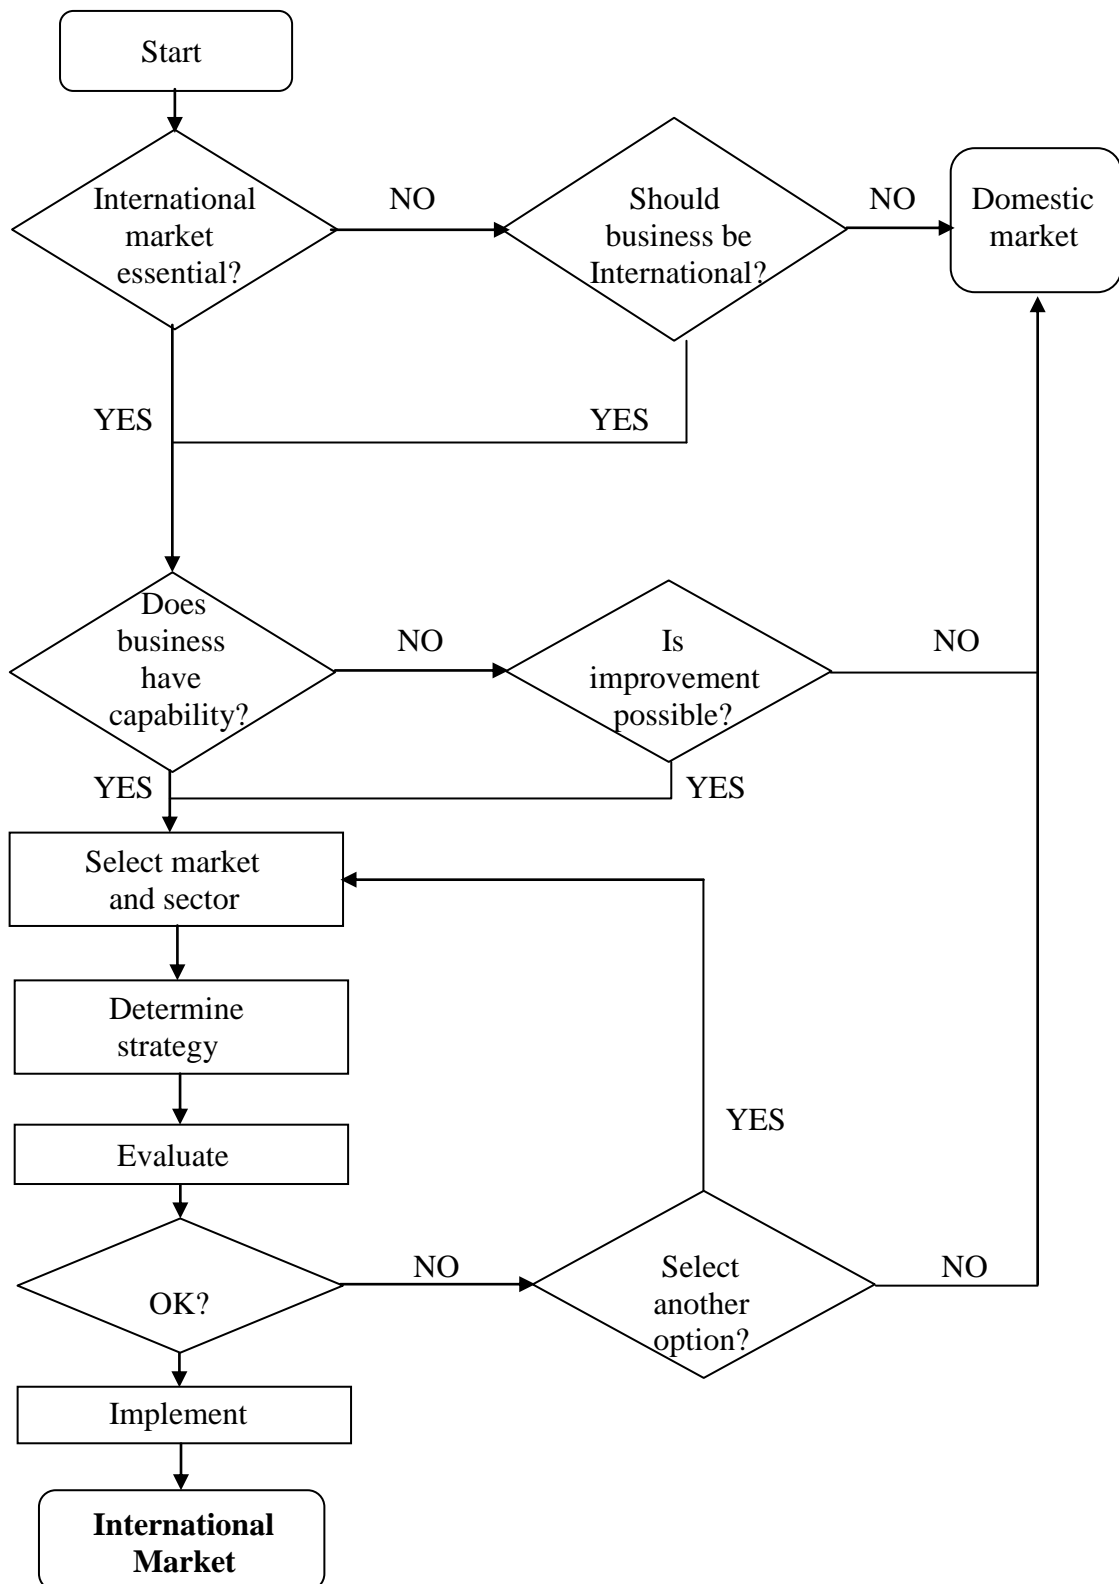 Start
International
market
essential?
NO
Should
business be
International?
NO
Domestic
market
YES
YES
Does
business
have
capability?
NO
Is
improvement
possible?
NO
YES
YES
Select market
and sector
Determine
strategy
YES
Evaluate
OK?
NO
Select
another
option?
NO
Implement
International
Market